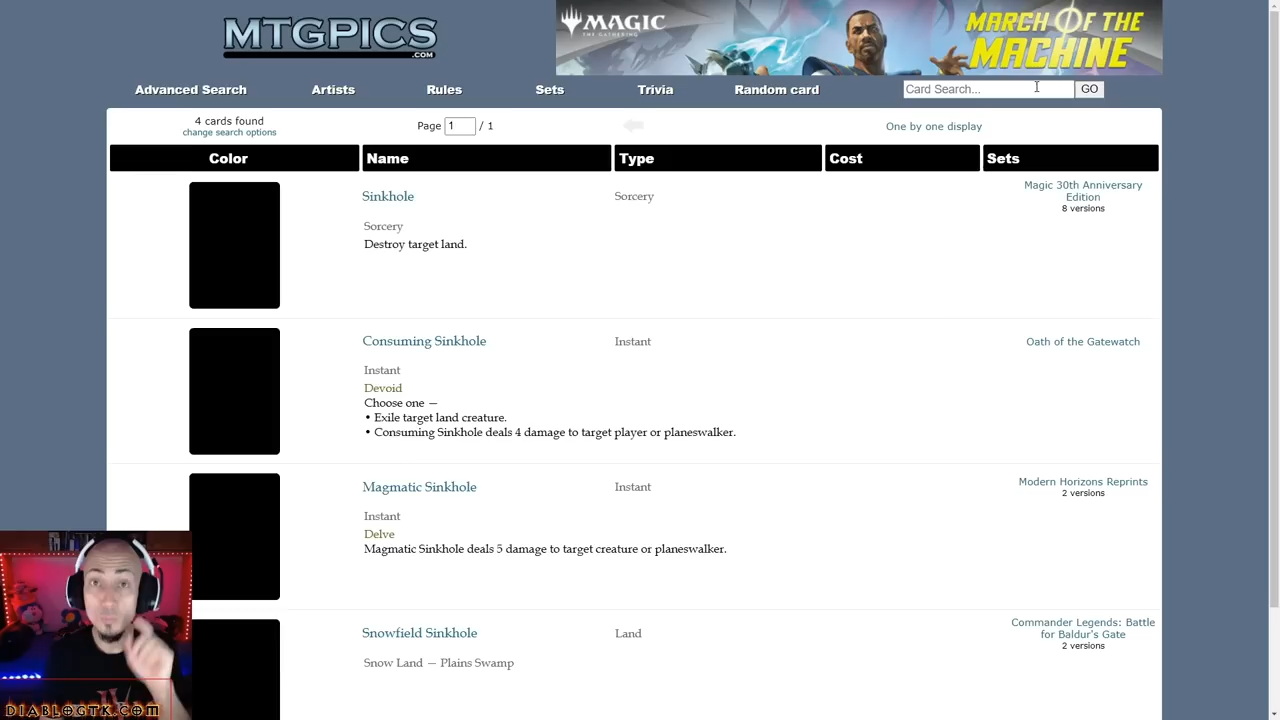 MTGPICS
.COM
MAGIC
THE GATHERING
MARCH OF THE
MACHINE
Advanced Search
Artists
Rules
Sets
Trivia
Random card
Card Search...
GO
4 cards found
change search options
Page 1 / 1
One by one display
Color
Name
Type
Cost
Sets
Sinkhole
Sorcery
Magic 30th Anniversary
Edition
8 versions
Sorcery
Destroy target land.
Consuming Sinkhole
Instant
Oath of the Gatewatch
Instant
Devoid
Choose one —
• Exile target land creature.
• Consuming Sinkhole deals 4 damage to target player or planeswalker.
Magmatic Sinkhole
Instant
Modern Horizons Reprints
2 versions
Instant
Delve
Magmatic Sinkhole deals 5 damage to target creature or planeswalker.
Snowfield Sinkhole
Land
Commander Legends: Battle
for Baldur's Gate
2 versions
Snow Land — Plains Swamp
DIABLOGTK.COM